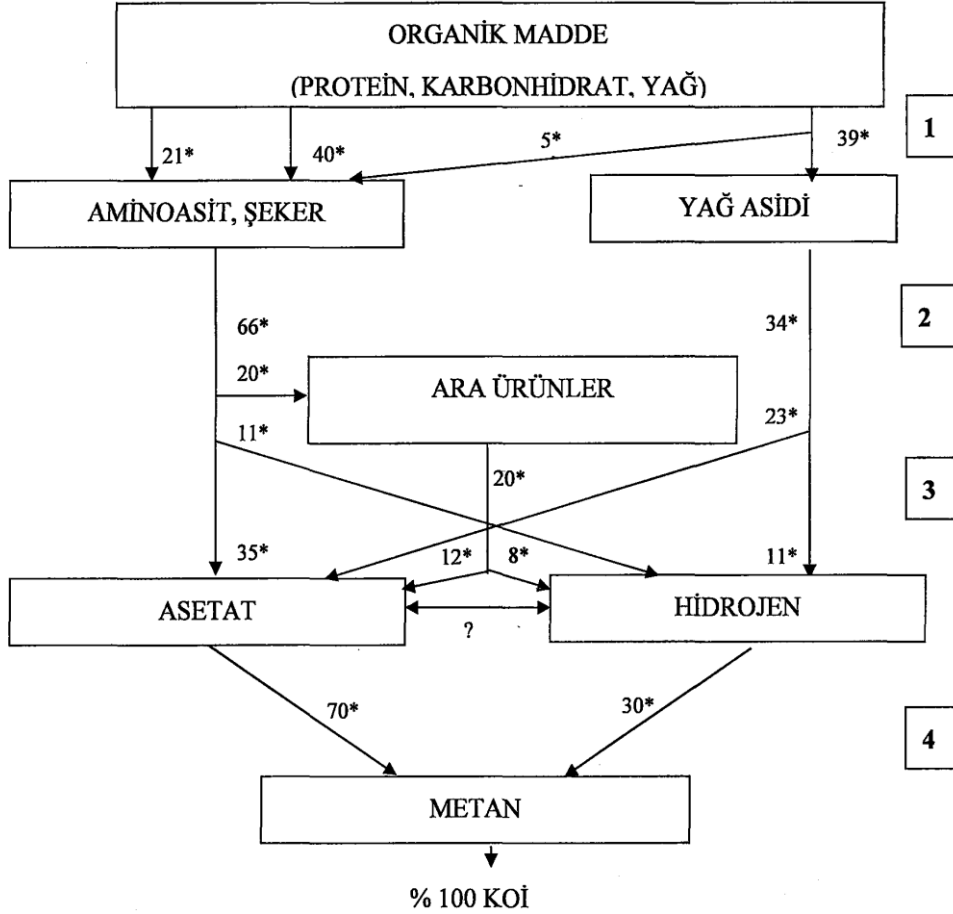 ORGANİK MADDE
(PROTEİN, KARBONHİDRAT, YAĞ)
1
21*
40*
5*
39*
AMİNOASİT, ŞEKER
YAĞ ASİDİ
2
66*
34*
20*
ARA ÜRÜNLER
11*
23*
20*
3
35*
12*
8*
11*
ASETAT
HİDROJEN
?
70*
30*
4
METAN
% 100 KOİ